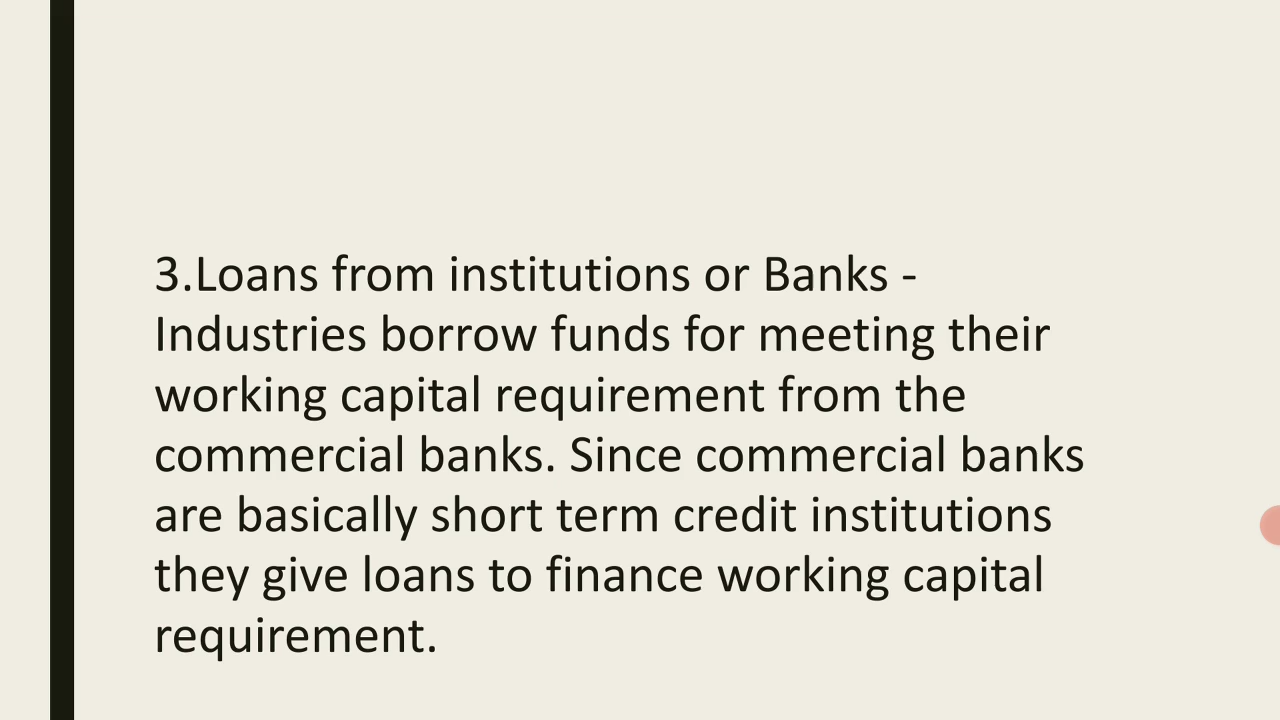 3.Loans from institutions or Banks -
Industries borrow funds for meeting their
working capital requirement from the
commercial banks. Since commercial banks
are basically short term credit institutions
they give loans to finance working capital
requirement.